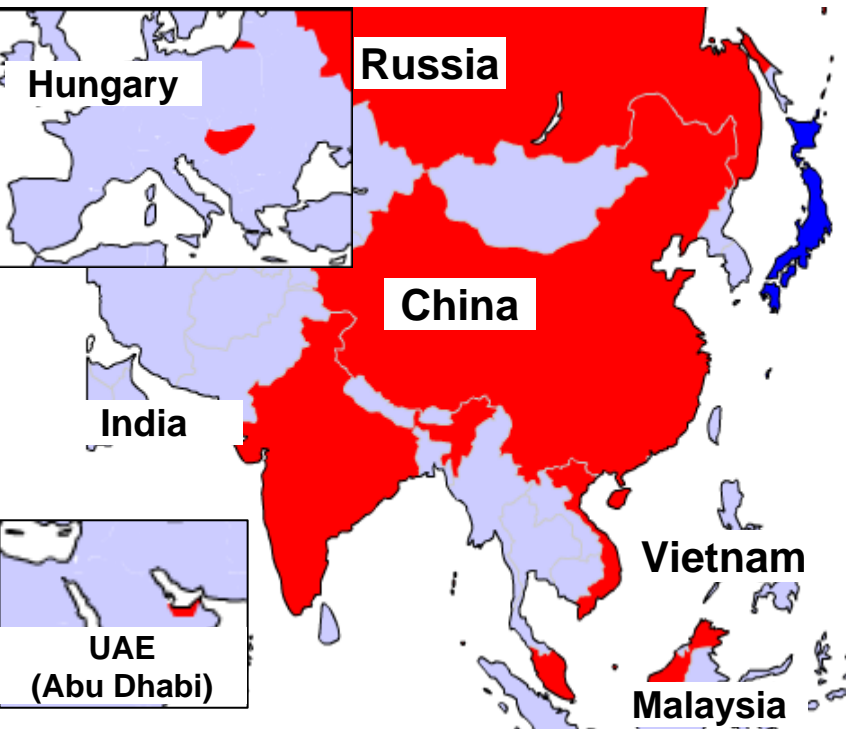 Hungary
Russia
China
India
Vietnam
UAE
(Abu Dhabi)
Malaysia